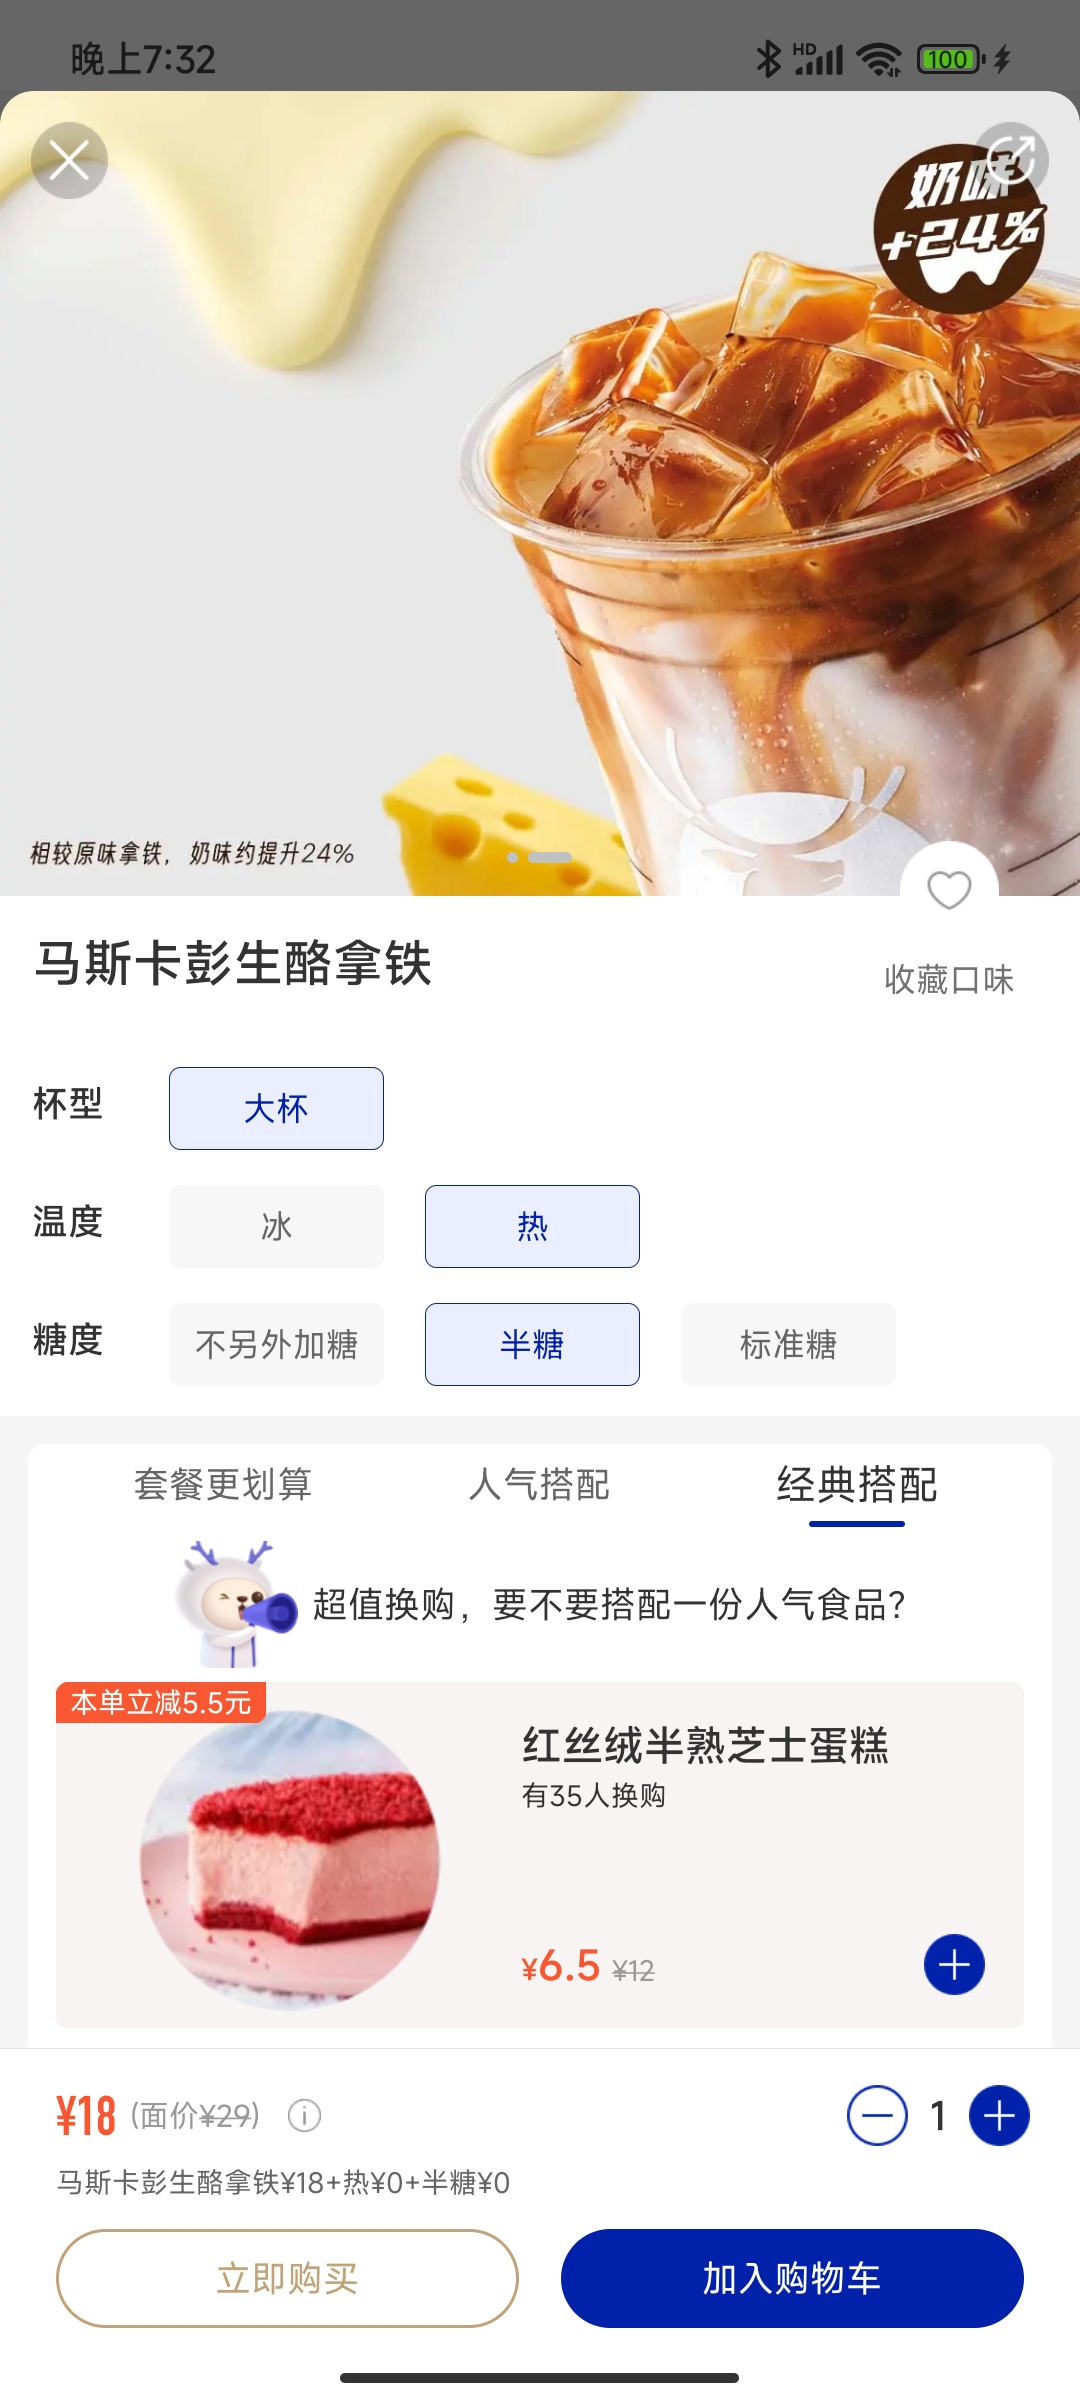 晚上7:32
HD
100
奶味
+24%
相较原味拿铁，奶味约提升24%
马斯卡彭生酪拿铁
收藏口味
杯型
大杯
温度
冰
热
糖度
不另外加糖
半糖
标准糖
套餐更划算
人气搭配
经典搭配
超值换购，要不要搭配一份人气食品?
本单立减5.5元
红丝绒半熟芝士蛋糕
有35人换购
¥6.5 ¥12
¥18 (面价¥29)
1
马斯卡彭生酪拿铁¥18+热¥0+半糖¥0
立即购买
加入购物车